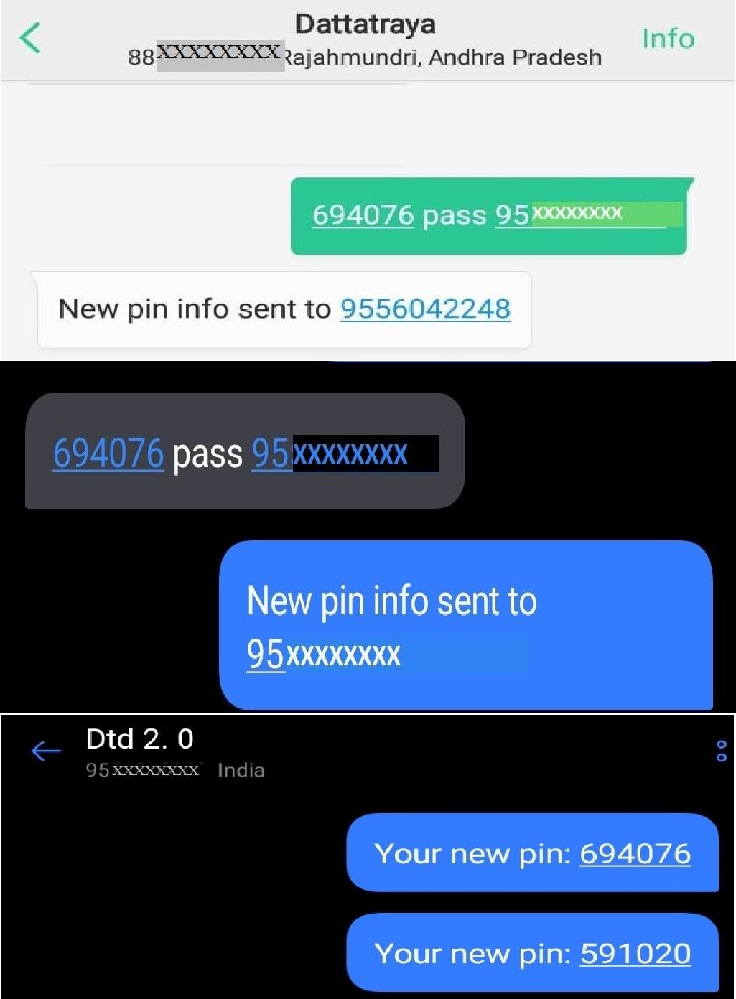 Dattatraya
Info
88XXXXXXXX Rajahmundri, Andhra Pradesh
694076 pass 95xxxxxxxx
New pin info sent to 9556042248
694076 pass 95xxxxxxxx
New pin info sent to
95xxxxxxxx
Dtd 2. 0
95xxxxxxxx India
Your new pin: 694076
Your new pin: 591020